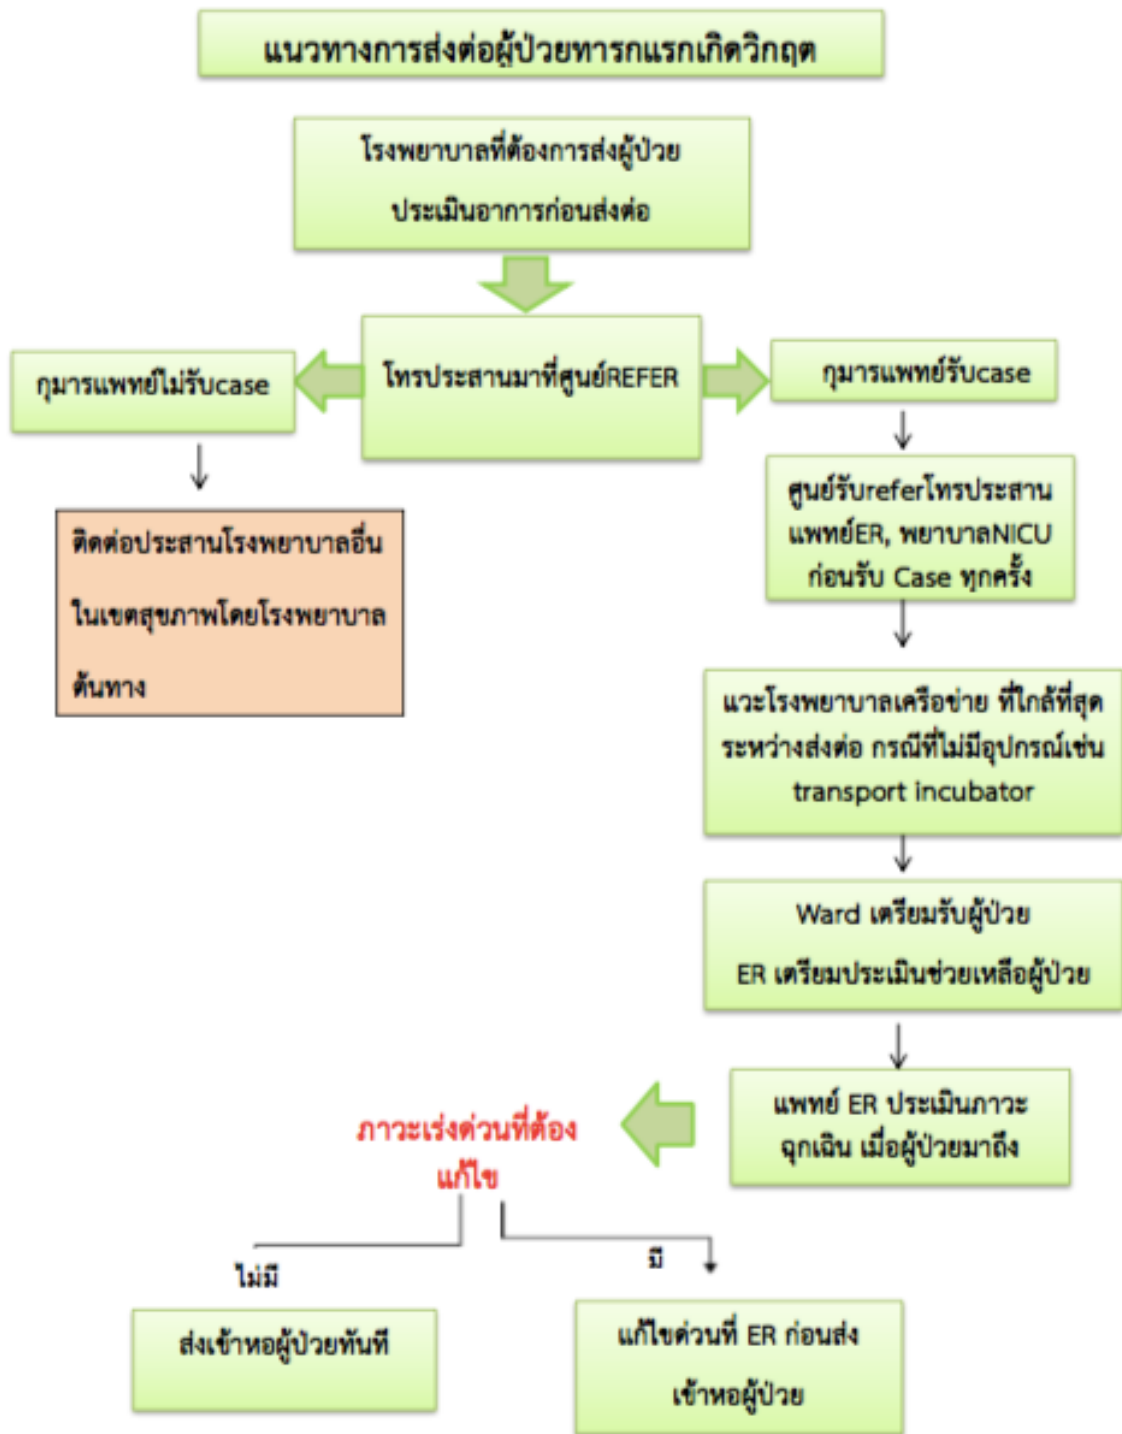 แนวทางการส่งต่อผู้ป่วยทารกแรกเกิดวิกฤต
โรงพยาบาลที่ต้องการส่งผู้ป่วย
ประเมินอาการก่อนส่งต่อ
กุมารแพทย์ไม่รับcase
โทรประสานมาที่ศูนย์REFER
กุมารแพทย์รับcase
ติดต่อประสานโรงพยาบาลอื่น
ในเขตสุขภาพโดยโรงพยาบาล
ต้นทาง
ศูนย์รับreferโทรประสาน
แพทย์ER, พยาบาลNICU
ก่อนรับ Case ทุกครั้ง
แวะโรงพยาบาลเครือข่าย ที่ใกล้ที่สุด
ระหว่างส่งต่อ กรณีที่ไม่มีอุปกรณ์เช่น
transport incubator
Ward เตรียมรับผู้ป่วย
ER เตรียมประเมินช่วยเหลือผู้ป่วย
แพทย์ ER ประเมินภาวะ
ฉุกเฉิน เมื่อผู้ป่วยมาถึง
ภาวะเร่งด่วนที่ต้อง
แก้ไข
ไม่มี
มี
ส่งเข้าหอผู้ป่วยทันที
แก้ไขด่วนที่ ER ก่อนส่ง
เข้าหอผู้ป่วย